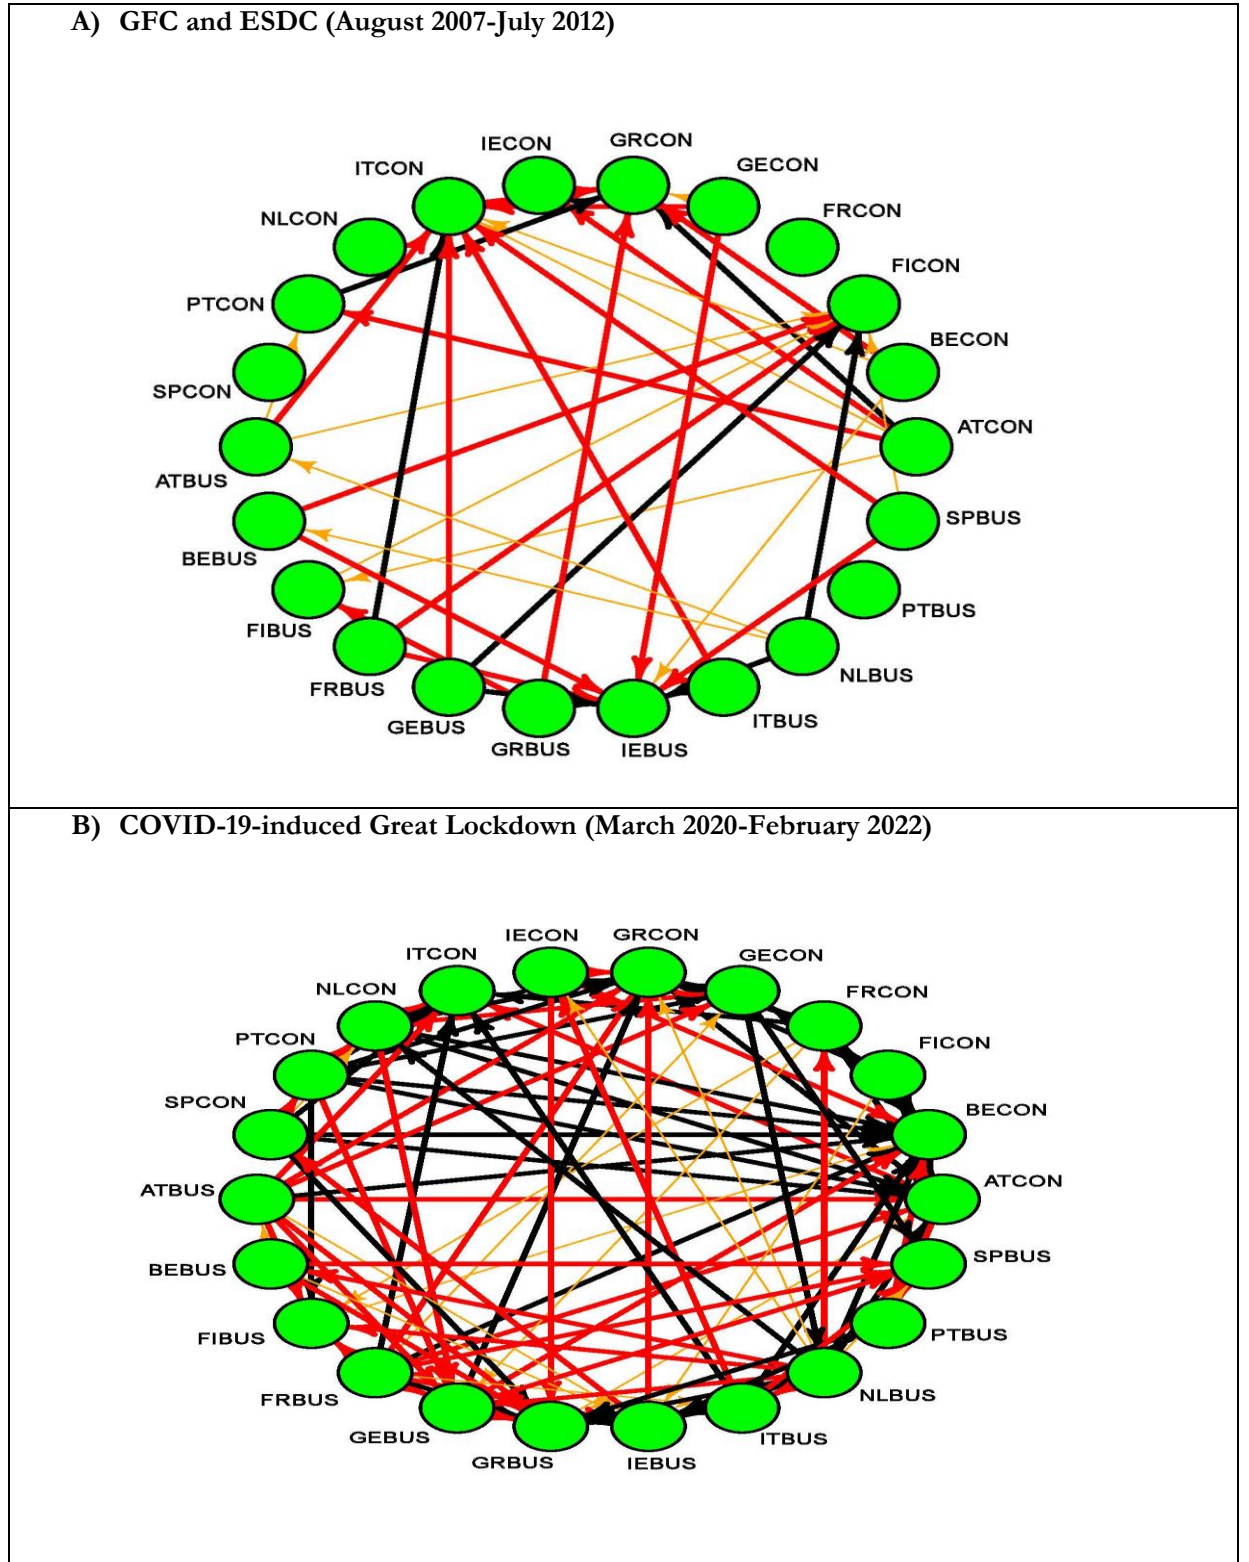 A) GFC and ESDC (August 2007-July 2012)
IECON
GRCON
GECON
ITCON
FRCON
NLCON
FICON
PTCON
BECON
SPCON
ATCON
ATBUS
SPBUS
BEBUS
PTBUS
FIBUS
NLBUS
FRBUS
ITBUS
GEBUS
GRBUS
IEBUS
B) COVID-19-induced Great Lockdown (March 2020-February 2022)
IECON
GRCON
GECON
ITCON
NLCON
FRCON
PTCON
FICON
SPCON
BECON
ATBUS
ATCON
BEBUS
SPBUS
FIBUS
PTBUS
FRBUS
NLBUS
GEBUS
ITBUS
GRBUS
IEBUS